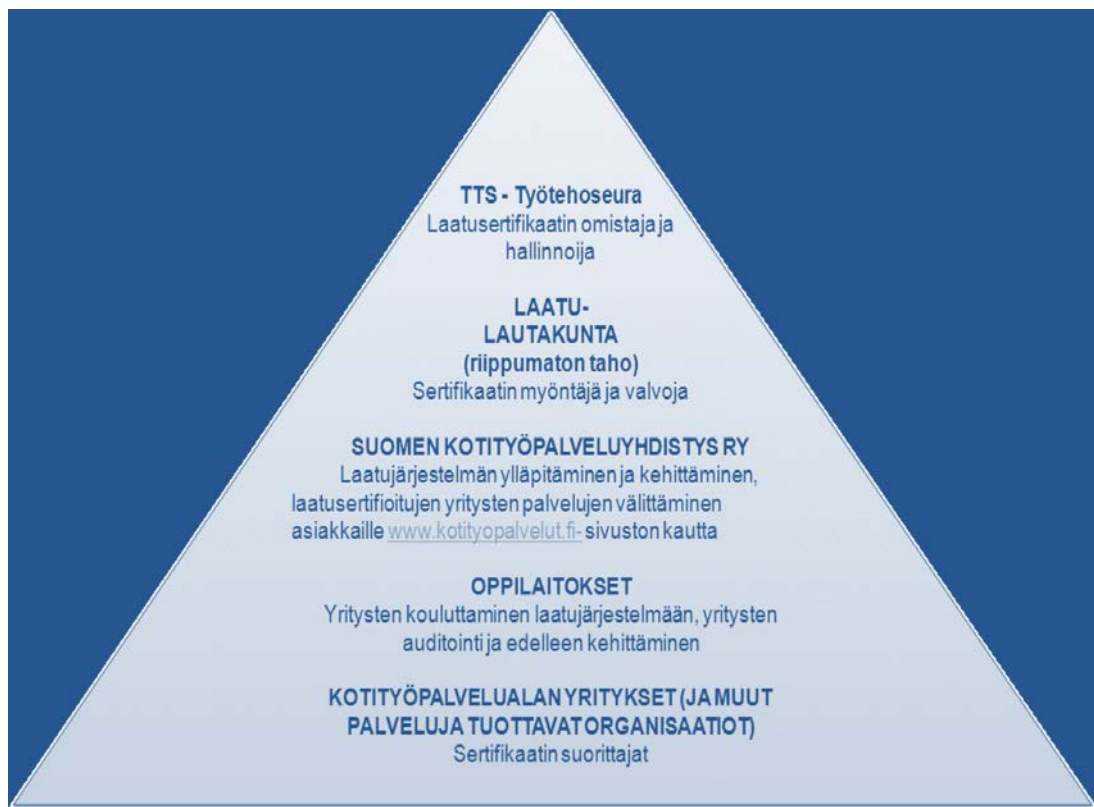 TTS - Työtehoseura
Laatusertifikaatin omistaja ja
hallinnoija
LAATU-
LAUTAKUNTA
(riippumaton taho)
Sertifikaatin myöntäjä ja valvoja
SUOMEN KOTITYÖPALVELUYHDISTYS RY
Laatujärjestelmän ylläpitäminen ja kehittäminen,
laatusertifioitujen yritysten palvelujen välittäminen
asiakkaille www.kotityopalvelut.fi- sivuston kautta
OPPILAITOKSET
Yritysten kouluttaminen laatujärjestelmään, yritysten
auditointi ja edelleen kehittäminen
KOTITYÖPALVELUALAN YRITYKSET (JA MUUT
PALVELUJA TUOTTAVAT ORGANISAATIOT)
Sertifikaatin suorittajat